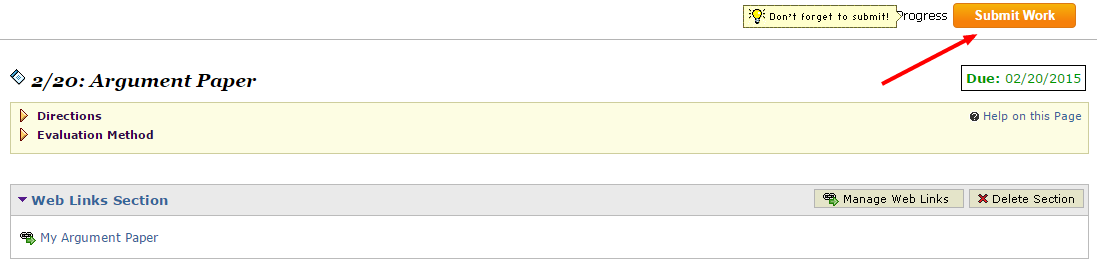 Don't forget to submit! Progress Submit Work
2/20: Argument Paper
Due: 02/20/2015
Directions
Help on this Page
Evaluation Method
Web Links Section
Manage Web Links
Delete Section
My Argument Paper